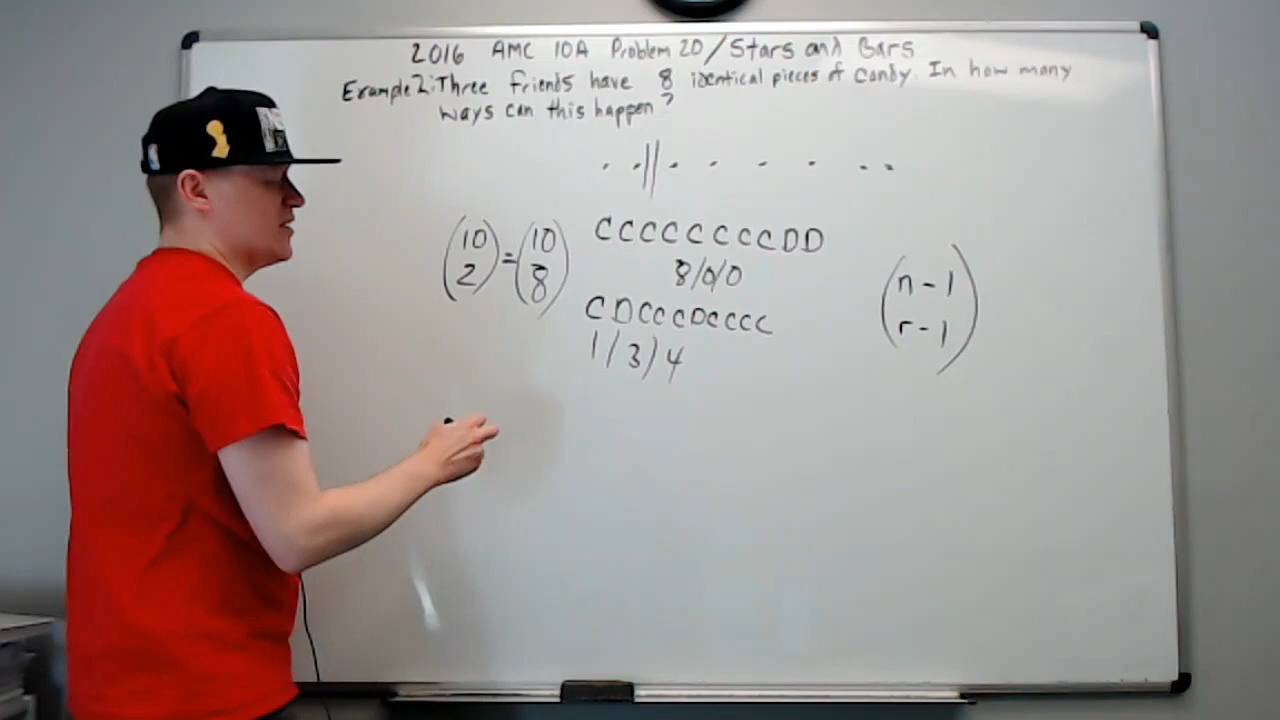 2016 AMC 10A Problem 20/Stars and Bars
Example 2: Three friends have 8 identical pieces of candy. In how many
ways can this happen?
. .||. . . . . .
(10 2) = (10 8)
CCCCCCCCDD
8/0/0
CDCCCDCCCC
1/3/4
(n-1 r-1)